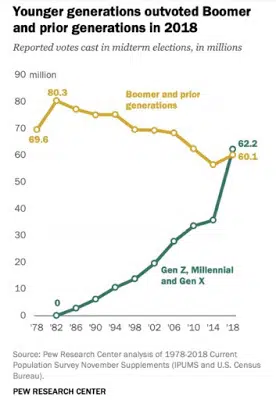 Younger generations outvoted Boomer
and prior generations in 2018
Reported votes cast in midterm elections, in millions
90 million
80
70
60
50
40
30
20
10
0
80.3
69.6
Boomer and prior
generations
62.2
60.1
0
Gen Z, Millennial
and Gen X
'78 '82 '86 '90 '94 '98 '02 '06 '10 '14 '18
Source: Pew Research Center analysis of 1978-2018 Current
Population Survey November Supplements (IPUMS and U.S. Census
Bureau).
PEW RESEARCH CENTER